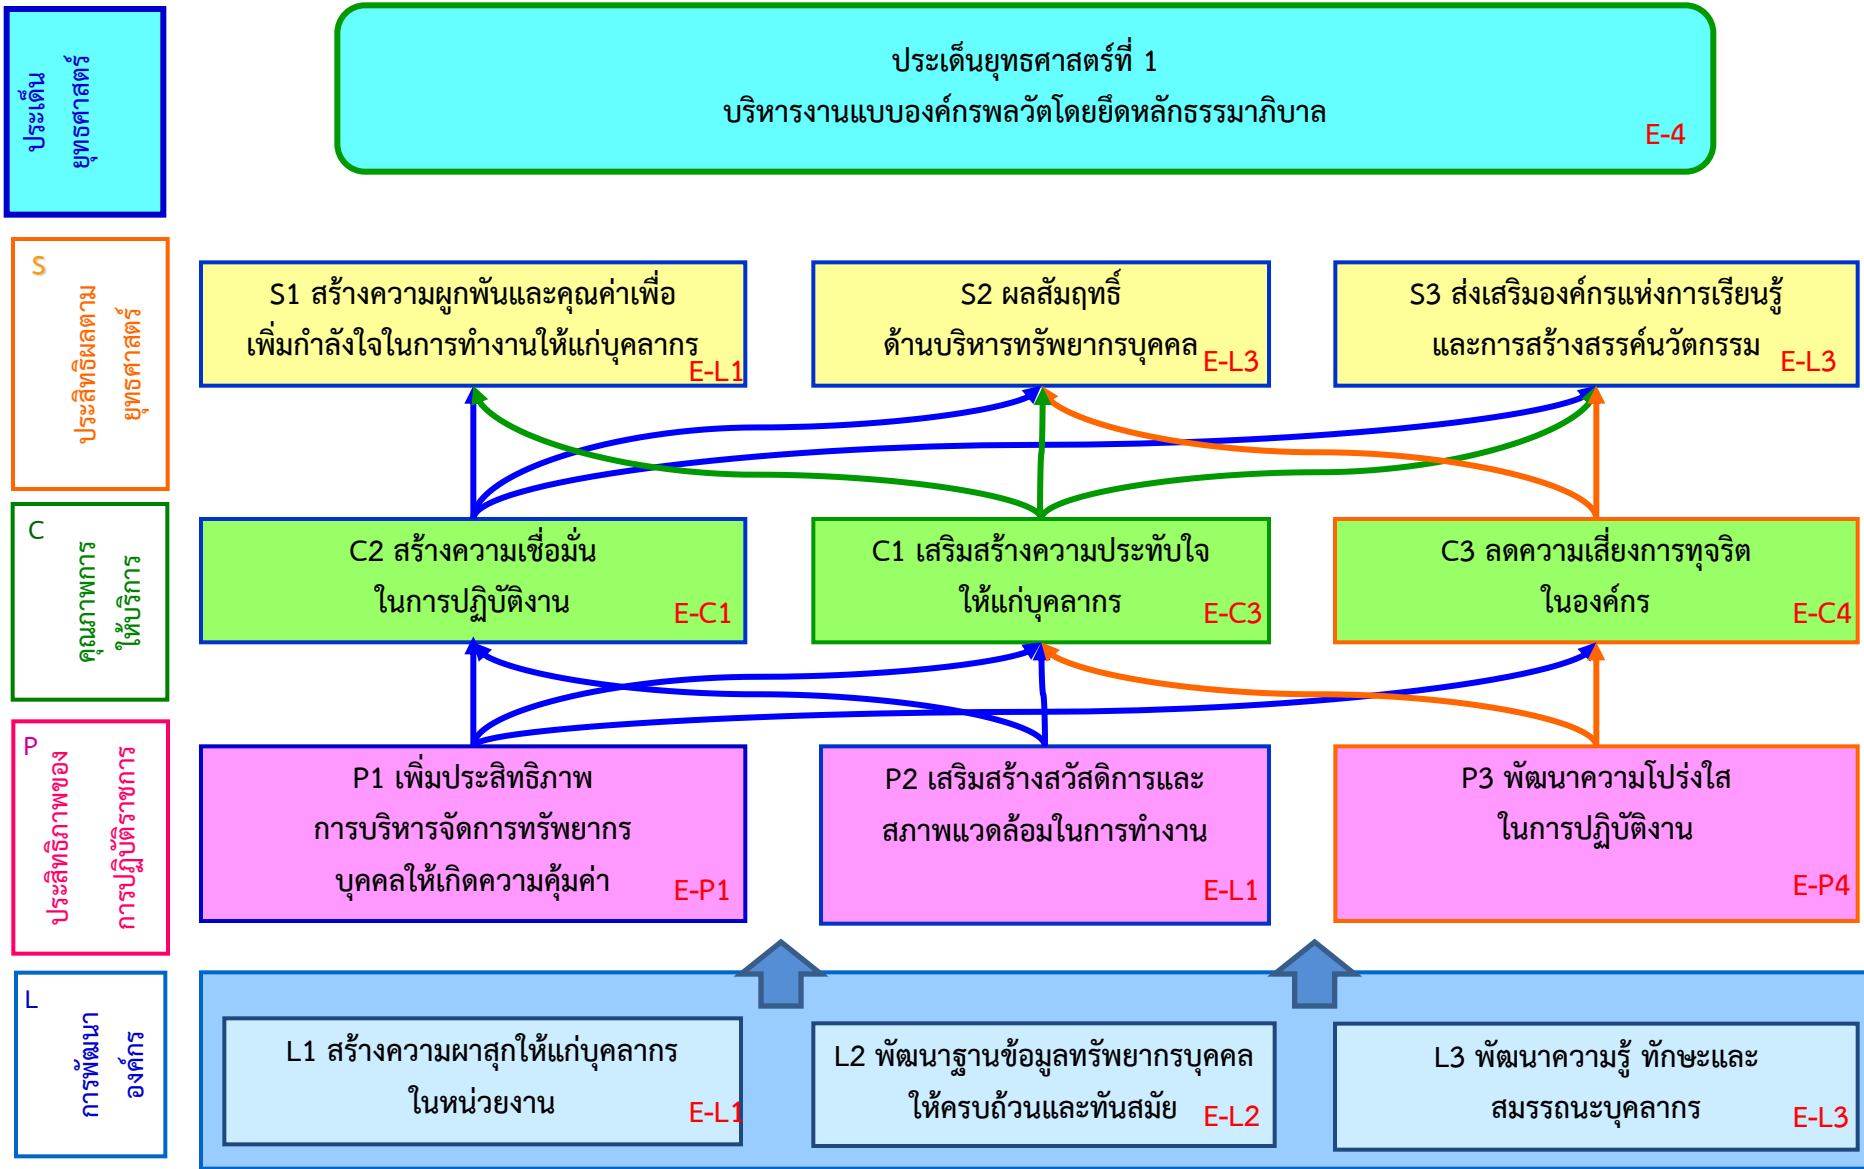 ประเด็น
ยุทธศาสตร์
ประเด็นยุทธศาสตร์ที่ 1
บริหารงานแบบองค์กรพลวัตโดยยึดหลักธรรมาภิบาล
E-4
S
ประสิทธิผลตาม
ยุทธศาสตร์
S1 สร้างความผูกพันและคุณค่าเพื่อ
เพิ่มกำลังใจในการทำงานให้แก่บุคลากร
E-L1
S2 ผลสัมฤทธิ์
ด้านบริหารทรัพยากรบุคคล
E-L3
S3 ส่งเสริมองค์กรแห่งการเรียนรู้
และการสร้างสรรค์นวัตกรรม
E-L3
C
คุณภาพการ
ให้บริการ
C2 สร้างความเชื่อมั่น
ในการปฏิบัติงาน
E-C1
C1 เสริมสร้างความประทับใจ
ให้แก่บุคลากร
E-C3
C3 ลดความเสี่ยงการทุจริต
ในองค์กร
E-C4
P
ประสิทธิภาพของ
การปฏิบัติราชการ
P1 เพิ่มประสิทธิภาพ
การบริหารจัดการทรัพยากร
บุคคลให้เกิดความคุ้มค่า
E-P1
P2 เสริมสร้างสวัสดิการและ
สภาพแวดล้อมในการทำงาน
E-L1
P3 พัฒนาความโปร่งใส
ในการปฏิบัติงาน
E-P4
L
การพัฒนา
องค์กร
L1 สร้างความผาสุกให้แก่บุคลากร
ในหน่วยงาน
E-L1
L2 พัฒนาฐานข้อมูลทรัพยากรบุคคล
ให้ครบถ้วนและทันสมัย
E-L2
L3 พัฒนาความรู้ ทักษะและ
สมรรถนะบุคลากร
E-L3